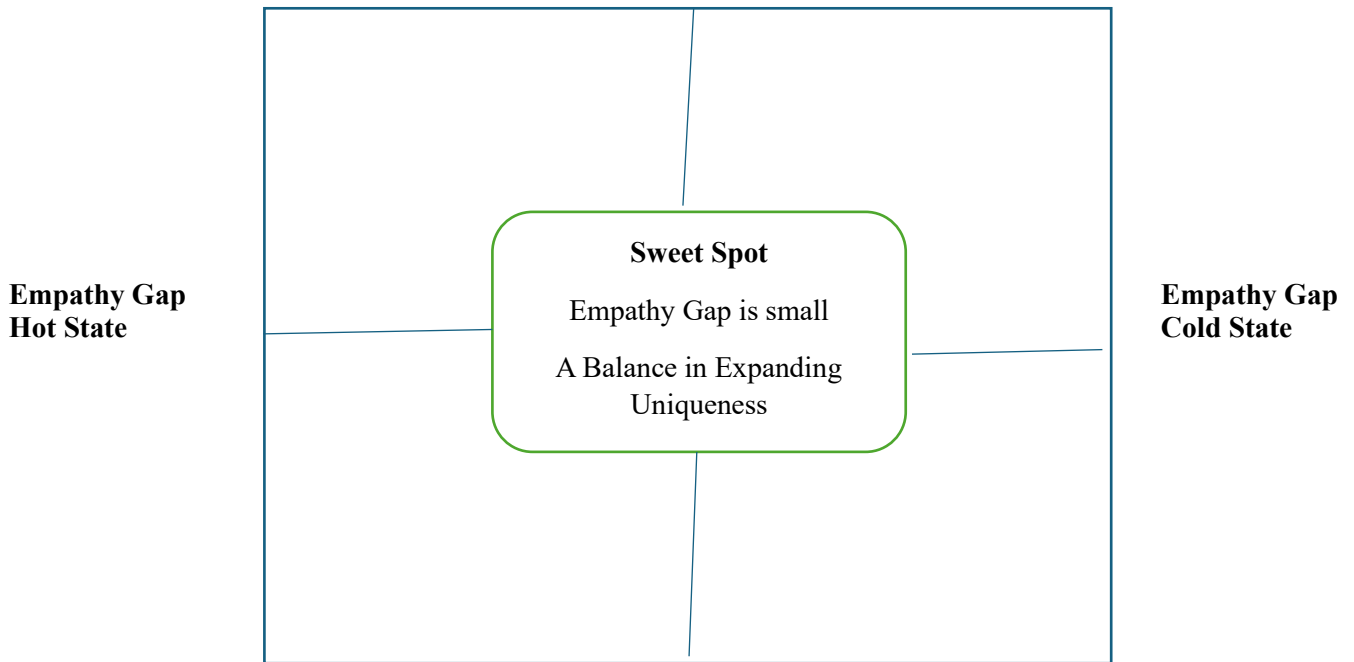 Sweet Spot
Empathy Gap is small
A Balance in Expanding
Uniqueness
Empathy Gap
Hot State
Empathy Gap
Cold State